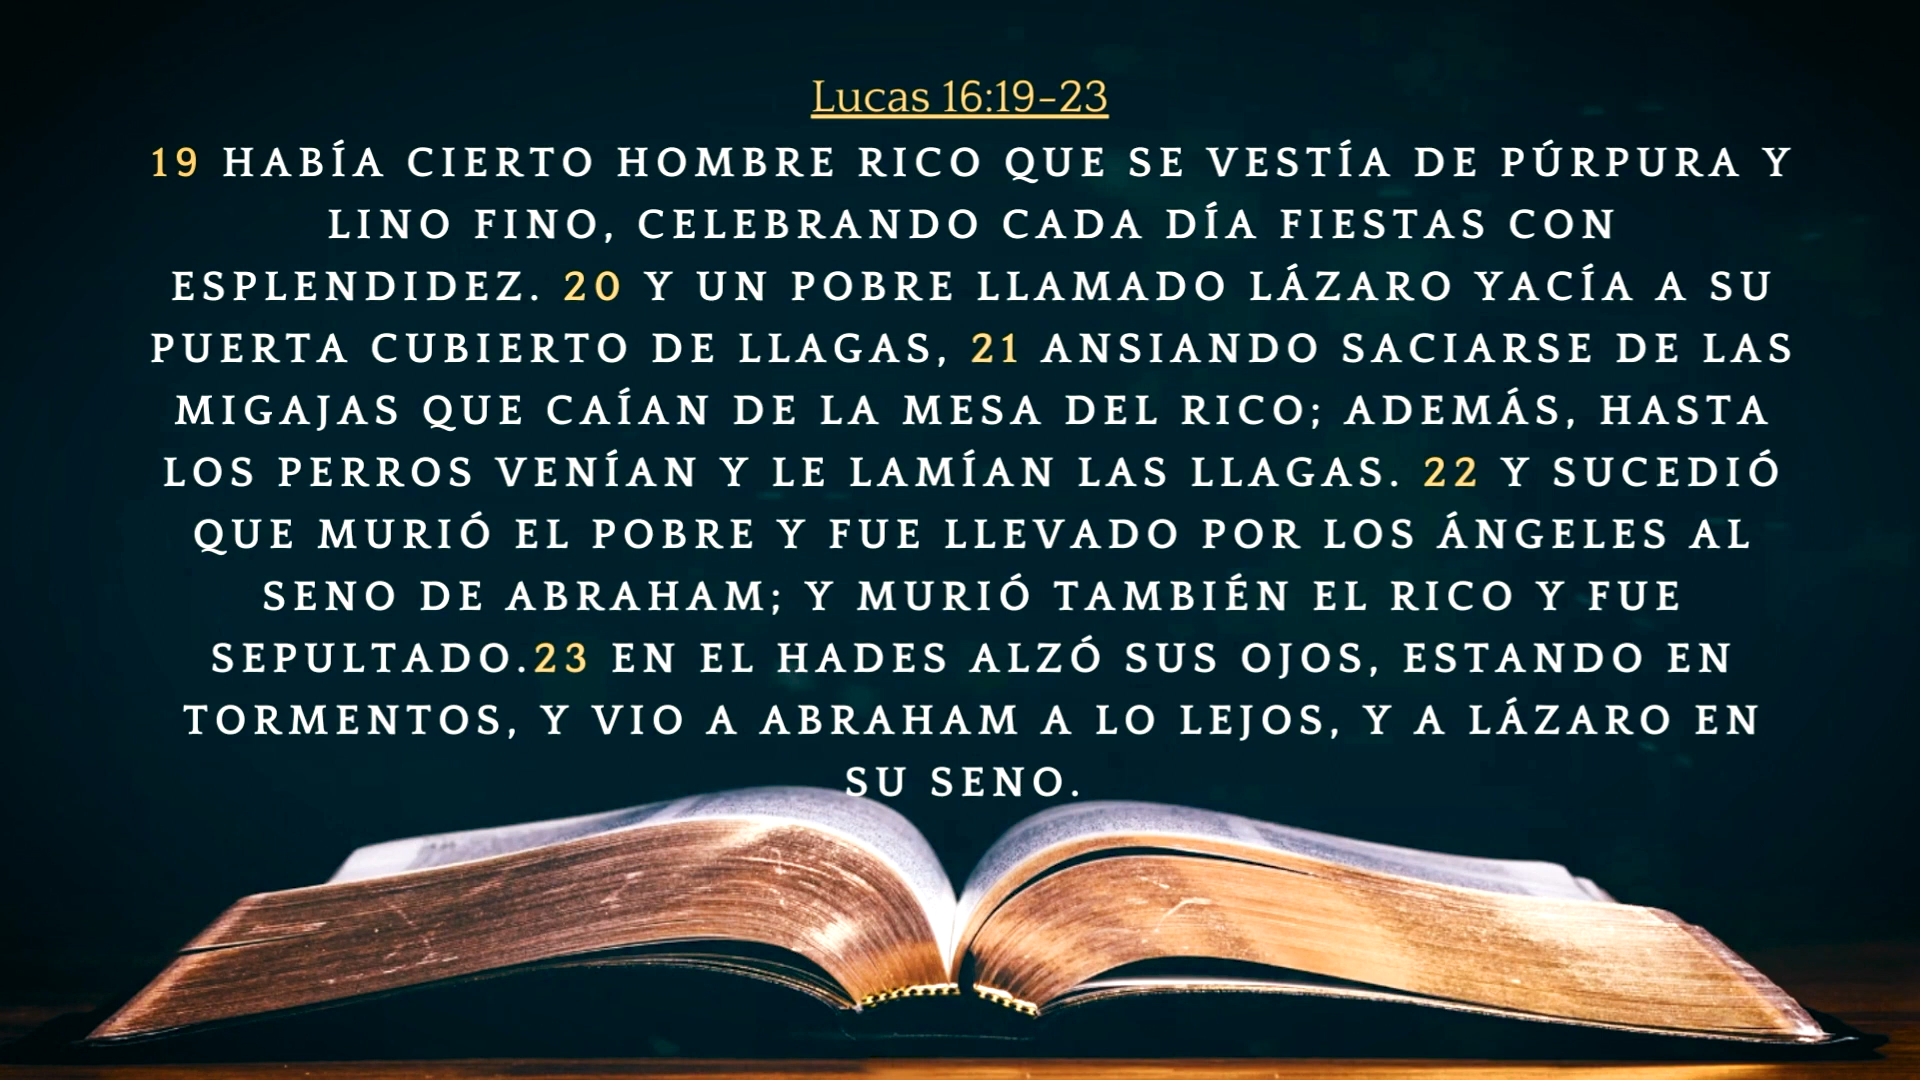 Lucas 16:19-23
19 HABÍA CIERTO HOMBRE RICO QUE SE VESTÍA DE PÚRPURA Y
LINO FINO, CELEBRANDO CADA DÍA FIESTAS CON
ESPLENDIDEZ. 20 Y UN POBRE LLAMADO LÁZARO YACÍA A SU
PUERTA CUBIERTO DE LLAGAS, 21 ANSIANDO SACIARSE DE LAS
MIGAJAS QUE CAÍAN DE LA MESA DEL RICO; ADEMÁS, HASTA
LOS PERROS VENÍAN Y LE LAMÍAN LAS LLAGAS. 22 Y SUCEDIÓ
QUE MURIÓ EL POBRE Y FUE LLEVADO POR LOS ÁNGELES AL
SENO DE ABRAHAM; Y MURIÓ TAMBIÉN EL RICO Y FUE
SEPULTADO.23 EN EL HADES ALZÓ SUS OJOS, ESTANDO EN
TORMENTOS, Y VIO A ABRAHAM A LO LEJOS, Y A LÁZARO EN
SU SENO.